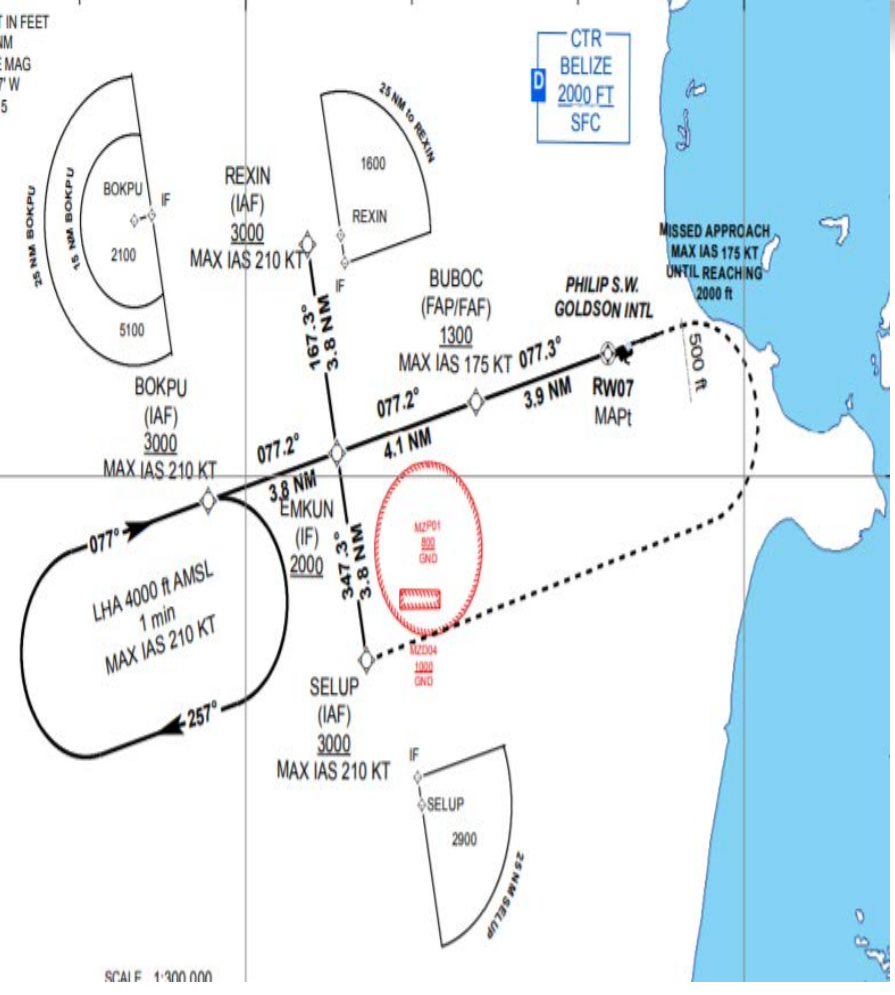 T IN FEET
NM
E MAG
7' W
5
CTR
BELIZE
2000 FT
SFC
D
25 NM BOKPU
15 NM BOKPU
BOKPU
IF
2100
5100
25 NM to REXIN
1600
REXIN
IF
REXIN
(IAF)
3000
MAX IAS 210 KT
167.3°
3.8 NM
MISSED APPROACH
MAX IAS 175 KT
UNTIL REACHING
2000 ft
BUBOC
(FAP/FAF)
1300
MAX IAS 175 KT
PHILIP S.W.
GOLDSON INTL
077.3°
3.9 NM
RW07
MAPt
500 ft
BOKPU
(IAF)
3000
MAX IAS 210 KT
077.2°
3.8 NM
077.2°
4.1 NM
EMKUN
(IF)
2000
347.3°
3.8 NM
077°
LHA 4000 ft AMSL
1 min
MAX IAS 210 KT
257°
MZP01
800
GND
MZD04
1000
GND
SELUP
(IAF)
3000
MAX IAS 210 KT
IF
SELUP
2900
25 NM SELUP
SCALE 1:300 000